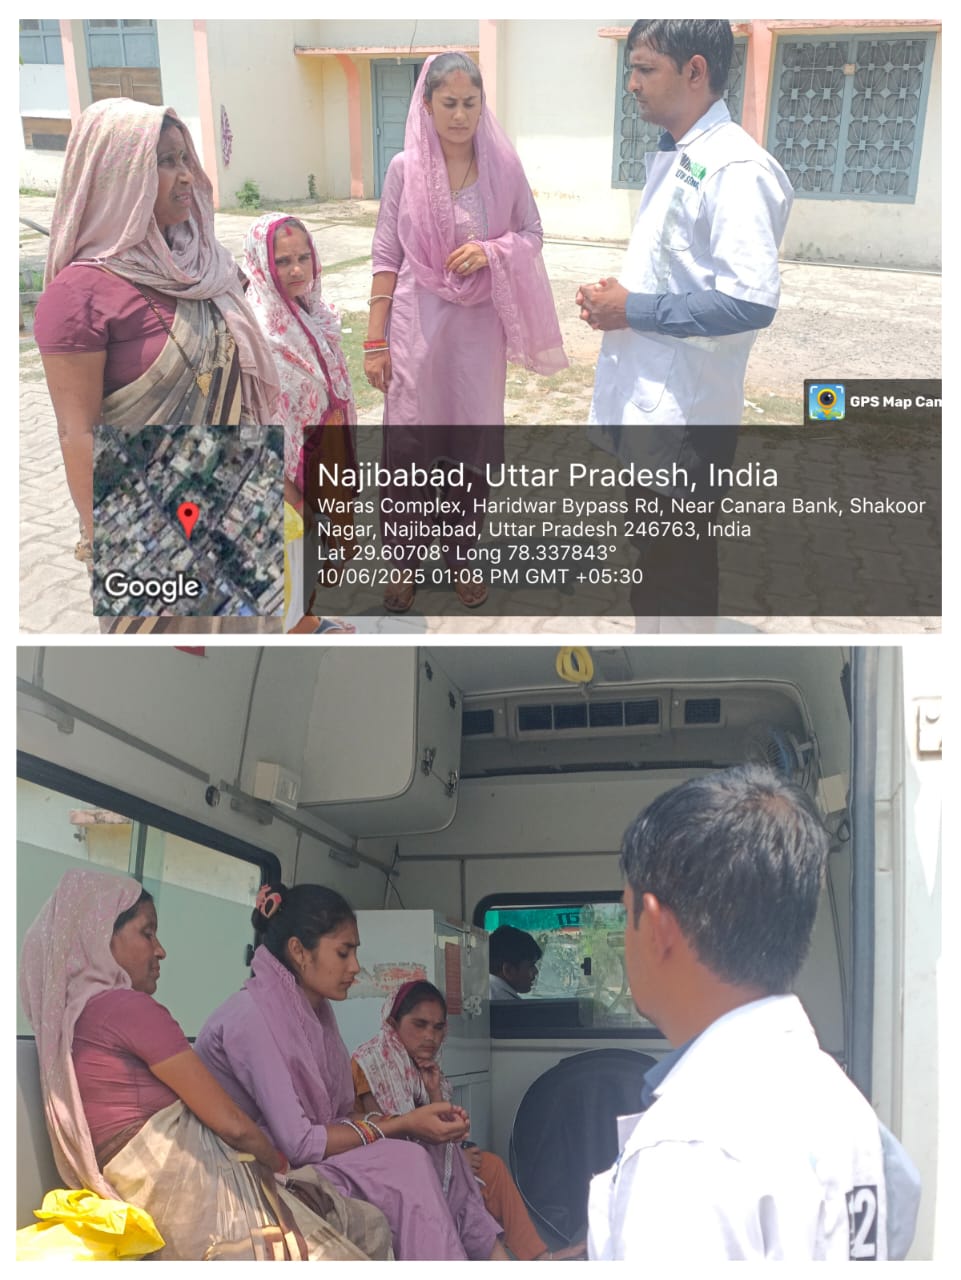 GPS Map Cam
Najibabad, Uttar Pradesh, India
Waras Complex, Haridwar Bypass Rd, Near Canara Bank, Shakoor
Nagar, Najibabad, Uttar Pradesh 246763, India
Lat 29.60708° Long 78.337843°
10/06/2025 01:08 PM GMT +05:30
Google